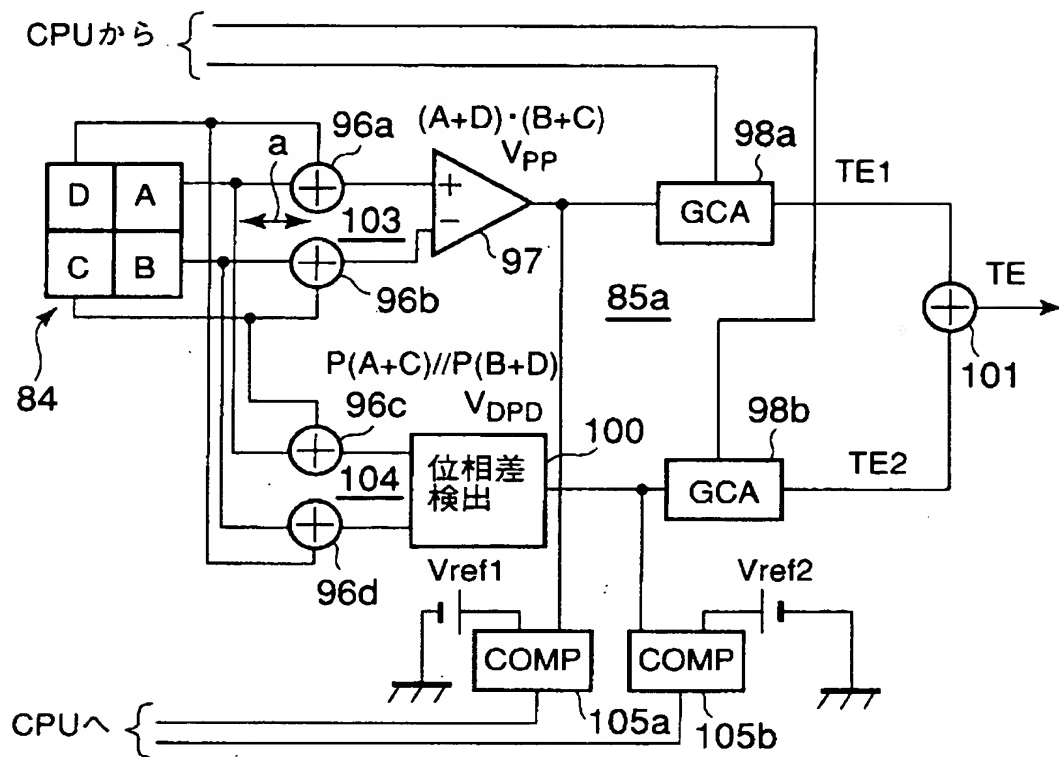 CPUから
96a
(A+D)·(B+C)
VPP
98a
a
D
A
C
B
103
+
−
97
GCA
TE1
96b
85a
TE
101
84
P(A+C)//P(B+D)
VDPD
96c
100
98b
位相差
検出
104
GCA
TE2
96d
Vref1
Vref2
COMP
COMP
105a
105b
CPUへ